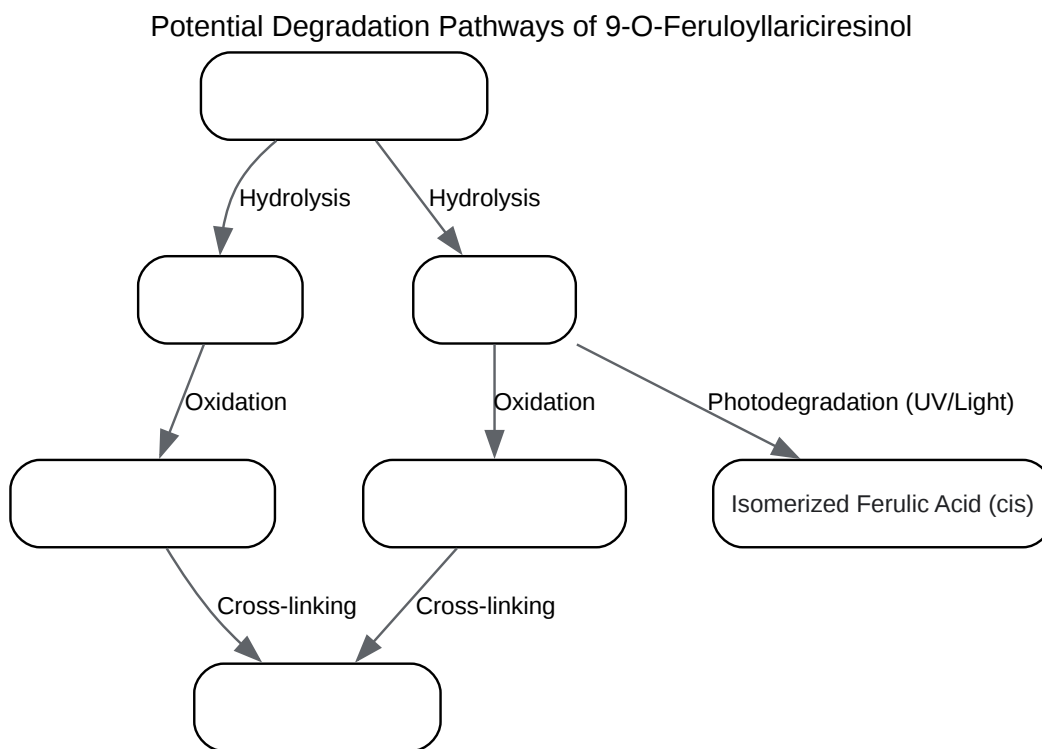 Potential Degradation Pathways of 9-O-Feruloyllariciresinol
Hydrolysis
Hydrolysis
Oxidation
Oxidation
Photodegradation (UV/Light)
Isomerized Ferulic Acid (cis)
Cross-linking
Cross-linking